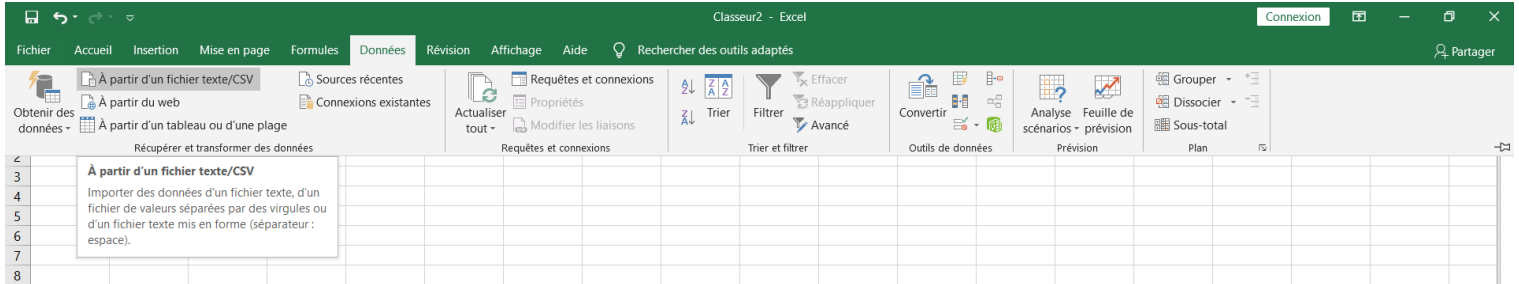 Classeur2 - Excel
Connexion
Fichier Accueil Insertion Mise en page Formules Données Révision Affichage Aide Rechercher des outils adaptés Partager
Obtenir des données
À partir d'un fichier texte/CSV
À partir du web
À partir d'un tableau ou d'une plage
Sources récentes
Connexions existantes
Récupérer et transformer des données
Actualiser tout
Requêtes et connexions
Propriétés
Modifier les liaisons
Requêtes et connexions
Trier
Filtrer
Effacer
Réappliquer
Avancé
Trier et filtrer
Convertir
Outils de données
Analyse scénarios
Feuille de prévision
Prévision
Grouper
Dissocier
Sous-total
Plan
À partir d'un fichier texte/CSV
Importer des données d'un fichier texte, d'un
fichier de valeurs séparées par des virgules ou
d'un fichier texte mis en forme (séparateur :
espace).
2
3
4
5
6
7
8